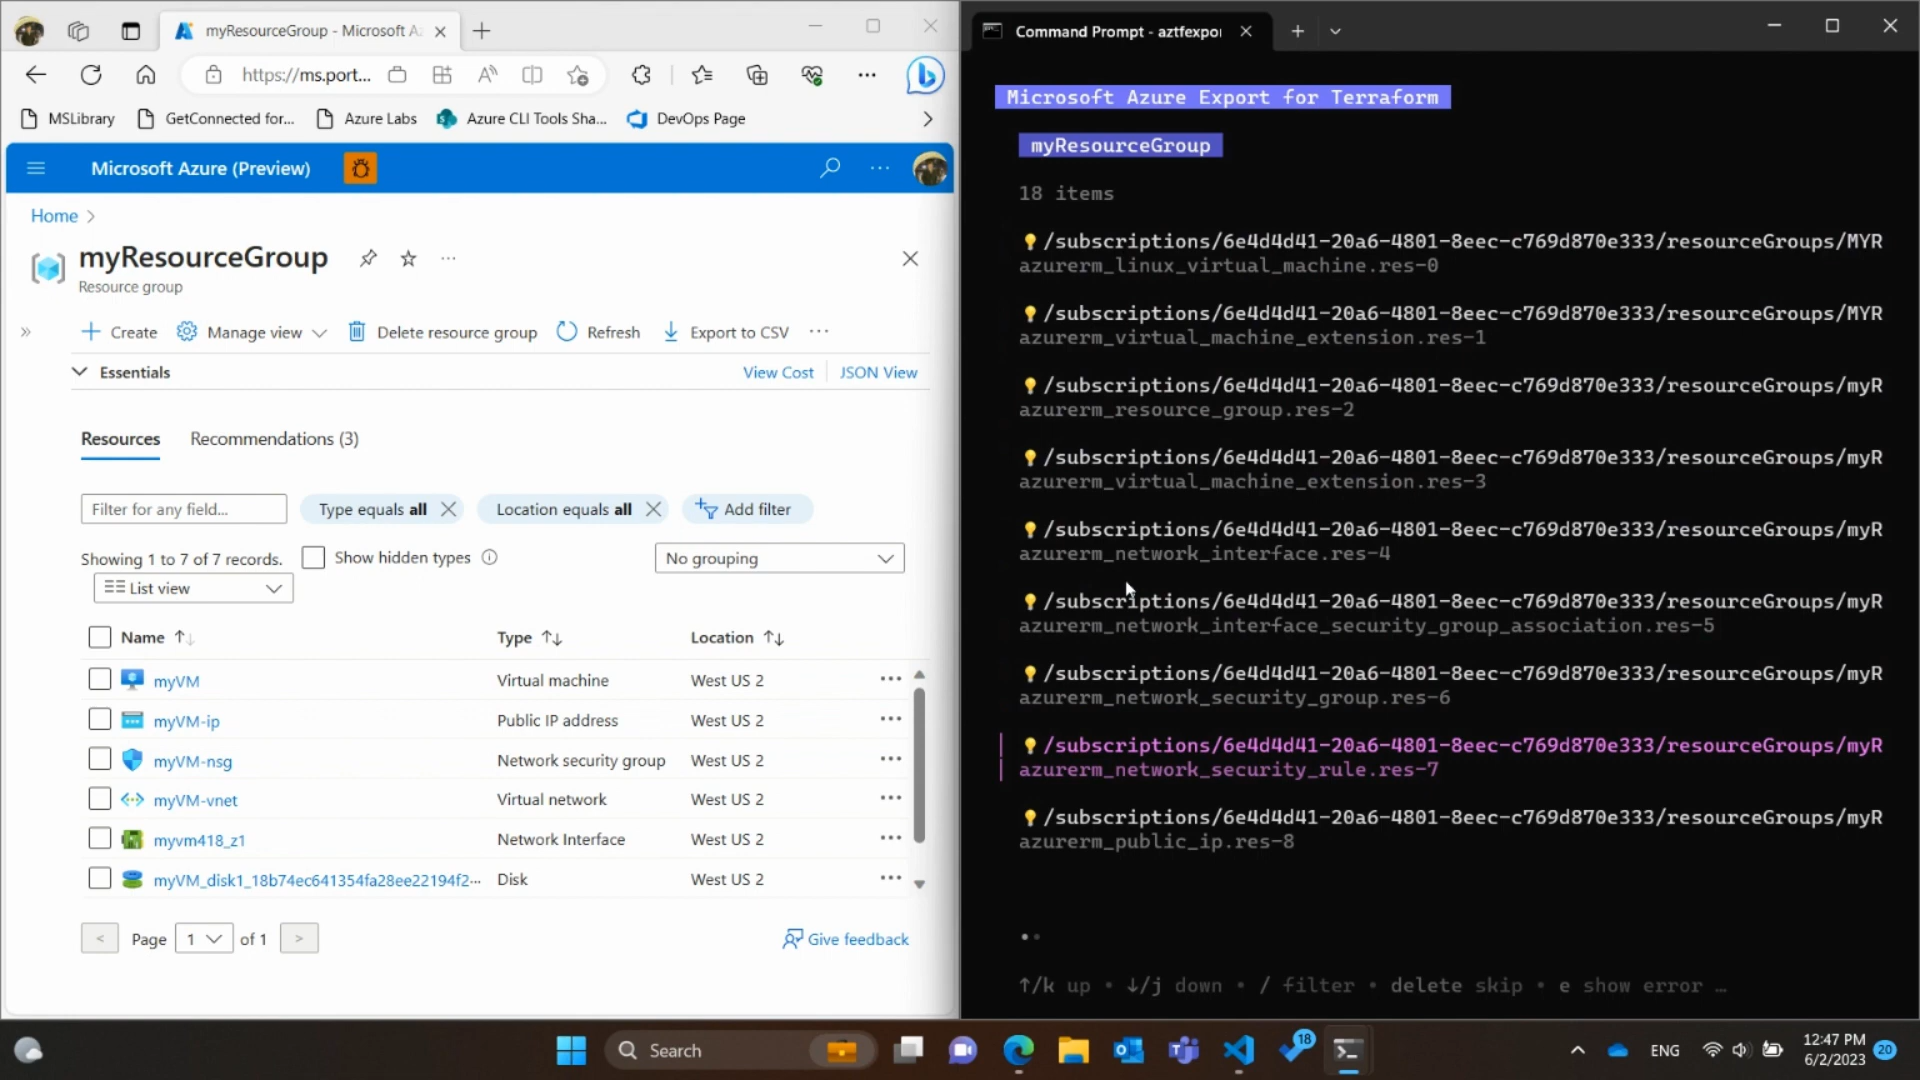 myResourceGroup - Microsoft A
https://ms.port...
MSLibrary
GetConnected for...
Azure Labs
Azure CLI Tools Sha...
DevOps Page
Microsoft Azure (Preview)
Home
myResourceGroup
Resource group
Create
Manage view
Delete resource group
Refresh
Export to CSV
Essentials
View Cost
JSON View
Resources
Recommendations (3)
Filter for any field...
Type equals all
Location equals all
Add filter
Showing 1 to 7 of 7 records.
Show hidden types
No grouping
List view
Name
Type
Location
myVM
Virtual machine
West US 2
myVM-ip
Public IP address
West US 2
myVM-nsg
Network security group
West US 2
myVM-vnet
Virtual network
West US 2
myvm418_z1
Network Interface
West US 2
myVM_disk1_18b74ec641354fa28ee22194f2...
Disk
West US 2
< Page 1 of 1 >
Give feedback
Command Prompt - aztfexpor
Microsoft Azure Export for Terraform
myResourceGroup
18 items
/subscriptions/6e4d4d41-20a6-4801-8eec-c769d870e333/resourceGroups/MYR
azurerm_linux_virtual_machine.res-0
/subscriptions/6e4d4d41-20a6-4801-8eec-c769d870e333/resourceGroups/MYR
azurerm_virtual_machine_extension.res-1
/subscriptions/6e4d4d41-20a6-4801-8eec-c769d870e333/resourceGroups/myR
azurerm_resource_group.res-2
/subscriptions/6e4d4d41-20a6-4801-8eec-c769d870e333/resourceGroups/myR
azurerm_virtual_machine_extension.res-3
/subscriptions/6e4d4d41-20a6-4801-8eec-c769d870e333/resourceGroups/myR
azurerm_network_interface.res-4
/subscriptions/6e4d4d41-20a6-4801-8eec-c769d870e333/resourceGroups/myR
azurerm_network_interface_security_group_association.res-5
/subscriptions/6e4d4d41-20a6-4801-8eec-c769d870e333/resourceGroups/myR
azurerm_network_security_group.res-6
/subscriptions/6e4d4d41-20a6-4801-8eec-c769d870e333/resourceGroups/myR
azurerm_network_security_rule.res-7
/subscriptions/6e4d4d41-20a6-4801-8eec-c769d870e333/resourceGroups/myR
azurerm_public_ip.res-8
↑/k up • ↓/j down • / filter • delete skip • e show error …
Search
18
ENG
12:47 PM
6/2/2023
20